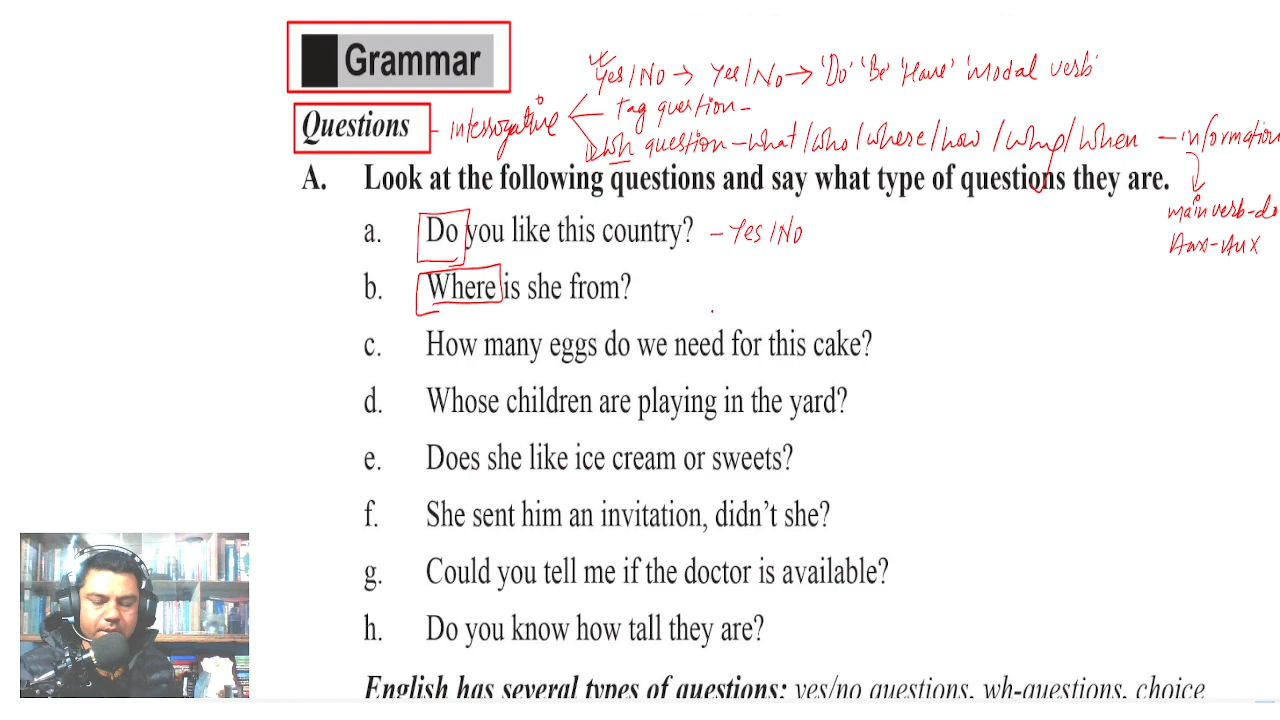 Grammar
Yes/No → Yes/No → 'Do' 'Be' 'Have' 'Modal verb'
Questions - interrogative
tag question -
Wh question - what/who/where/how/why/when - information
A. Look at the following questions and say what type of questions they are.
main verb - do
Aux - Aux
a. Do you like this country? - Yes/No
b. Where is she from?
c. How many eggs do we need for this cake?
d. Whose children are playing in the yard?
e. Does she like ice cream or sweets?
f. She sent him an invitation, didn't she?
g. Could you tell me if the doctor is available?
h. Do you know how tall they are?
English has several types of questions: yes/no questions, wh-questions, choice